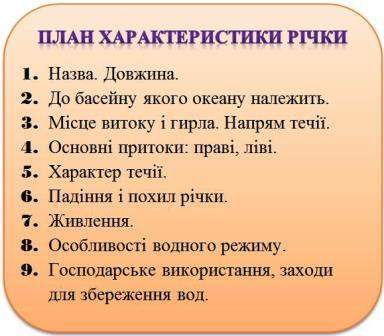 ПЛАН ХАРАКТЕРИСТИКИ РІЧКИ
1. Назва. Довжина.
2. До басейну якого океану належить.
3. Місце витоку і гирла. Напрям течії.
4. Основні притоки: праві, ліві.
5. Характер течії.
6. Падіння і похил річки.
7. Живлення.
8. Особливості водного режиму.
9. Господарське використання, заходи
для збереження вод.